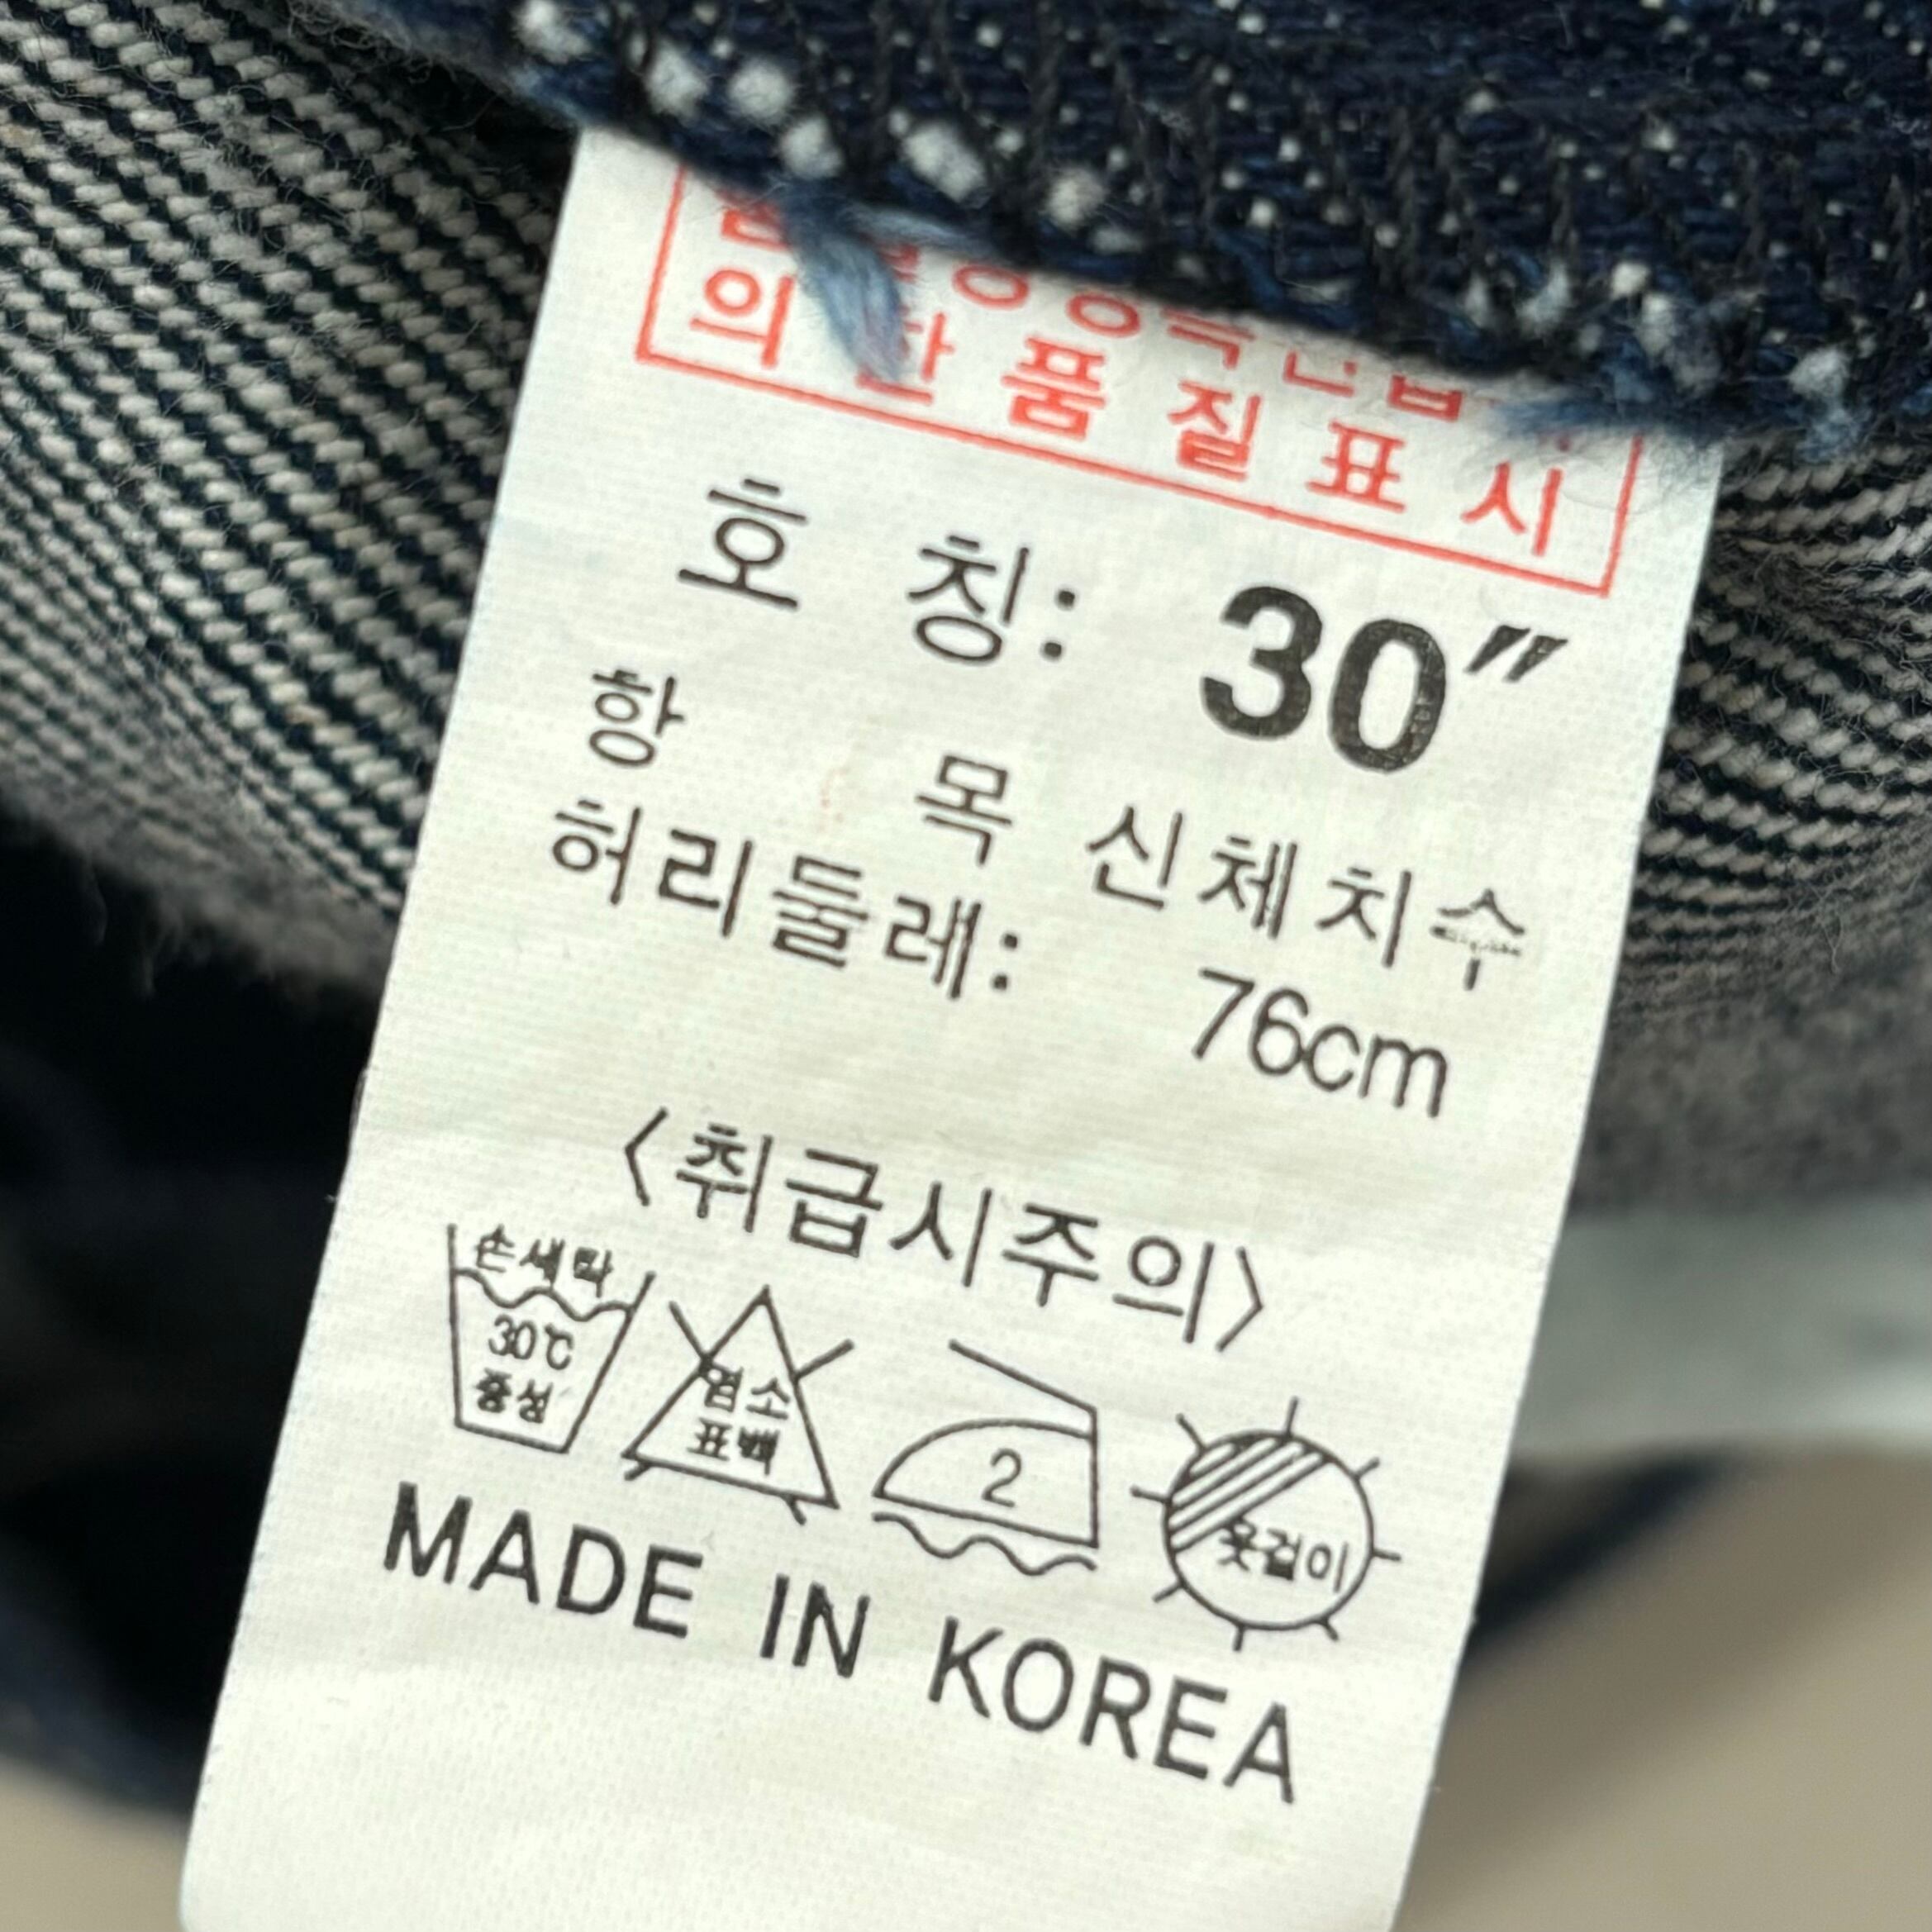 의 한 품 질 표 시
호 칭: 30"
항 목 신체치수
허리둘레: 76cm
<취급시주의>
손세탁
30℃
중성
염소
표백
2
옷걸이
MADE IN KOREA